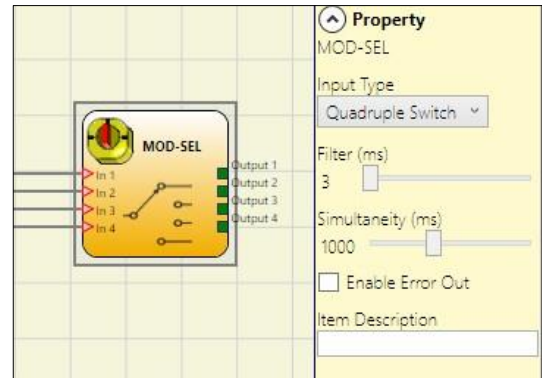 MOD-SEL
In 1
In 2
In 3
In 4
Output 1
Output 2
Output 3
Output 4
Property
MOD-SEL
Input Type
Quadruple Switch
Filter (ms)
3
Simultaneity (ms)
1000
Enable Error Out
Item Description